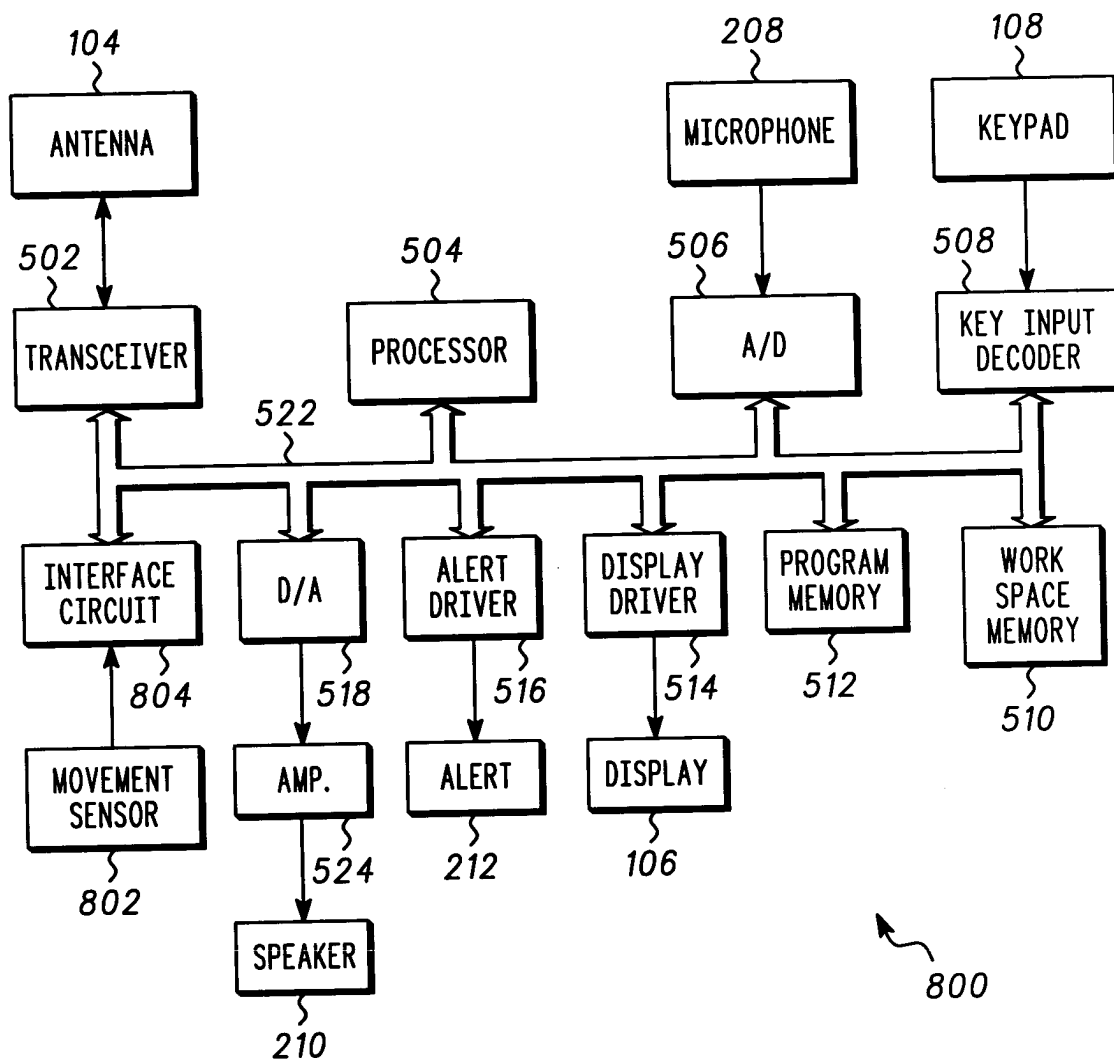 104
208
108
ANTENNA
MICROPHONE
KEYPAD
502
504
506
508
TRANSCEIVER
PROCESSOR
A/D
KEY INPUT
DECODER
522
INTERFACE
CIRCUIT
D/A
ALERT
DRIVER
DISPLAY
DRIVER
PROGRAM
MEMORY
WORK
SPACE
MEMORY
804
518
516
514
512
510
MOVEMENT
SENSOR
AMP.
ALERT
DISPLAY
802
524
212
106
SPEAKER
210
800